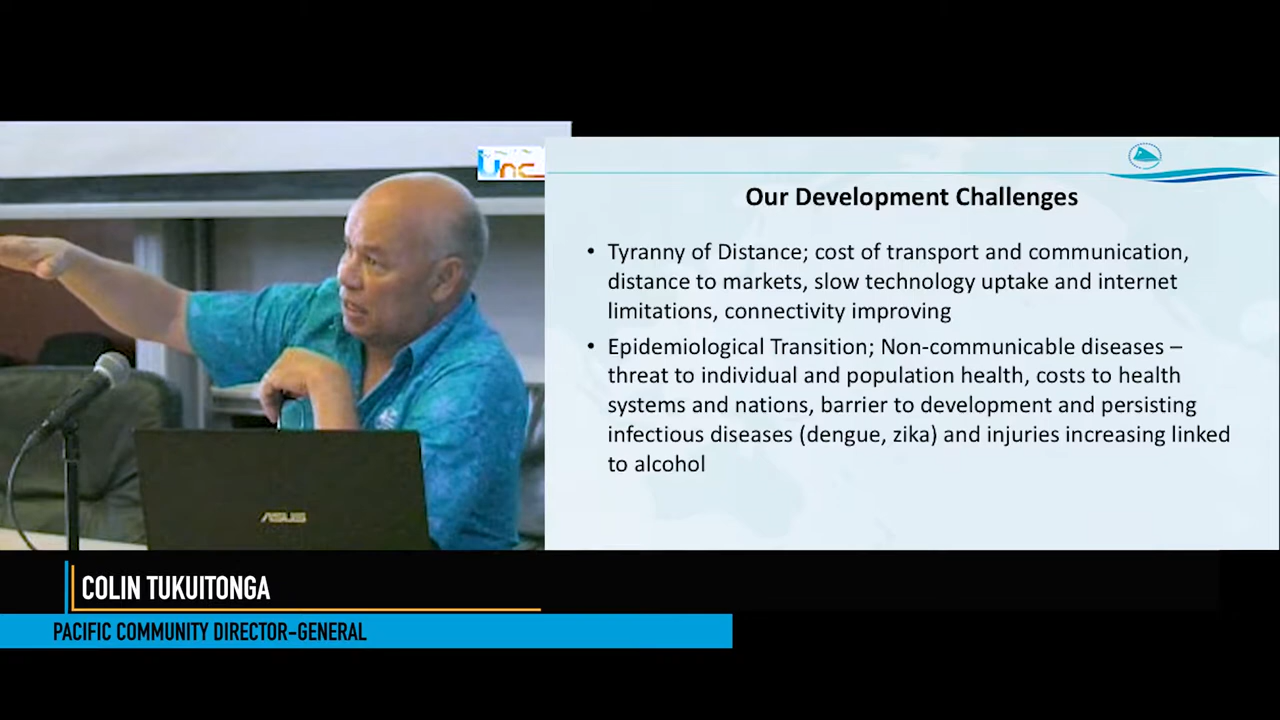 Unc
Our Development Challenges
• Tyranny of Distance; cost of transport and communication,
distance to markets, slow technology uptake and internet
limitations, connectivity improving
• Epidemiological Transition; Non-communicable diseases –
threat to individual and population health, costs to health
systems and nations, barrier to development and persisting
infectious diseases (dengue, zika) and injuries increasing linked
to alcohol
ASUS
COLIN TUKUITONGA
PACIFIC COMMUNITY DIRECTOR-GENERAL